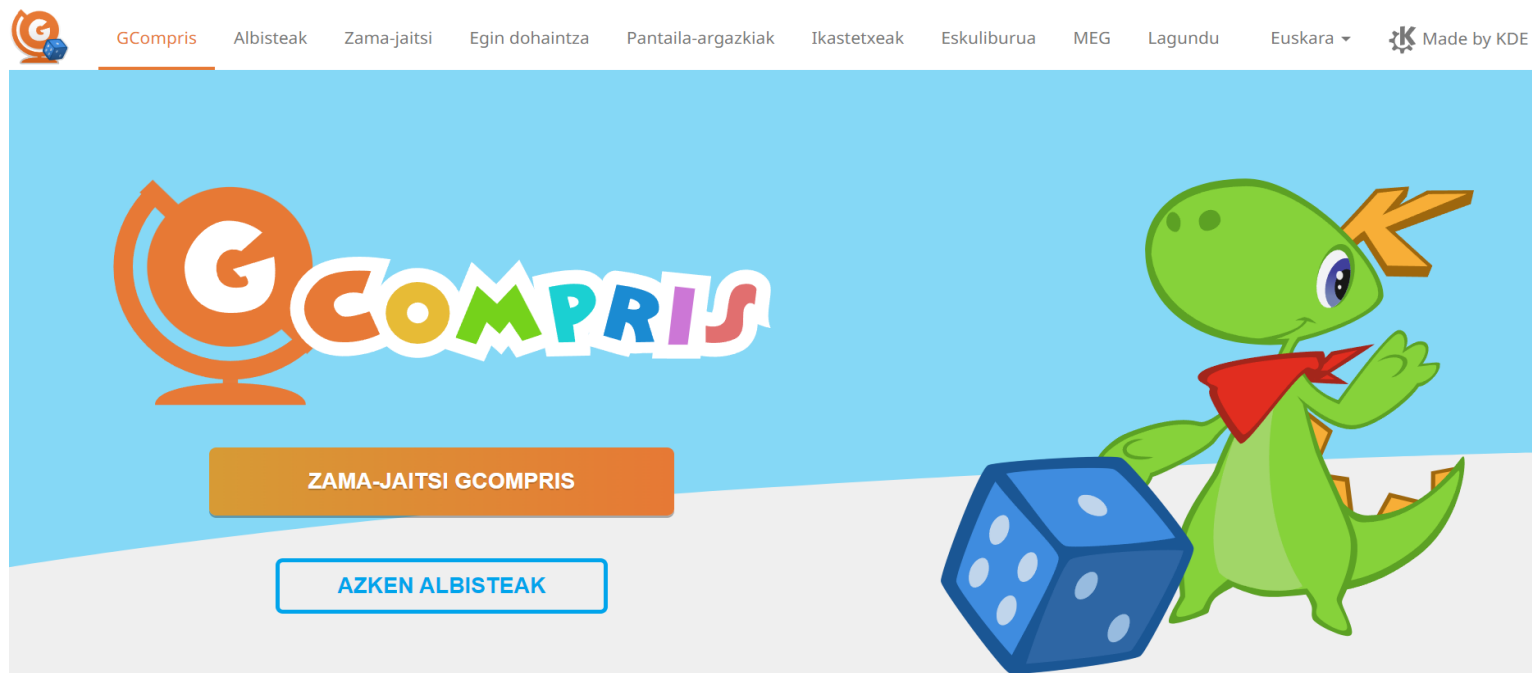 GCompris Albisteak Zama-jaitsi Egin dohaintza Pantaila-argazkiak Ikastetxeak Eskuliburua MEG Lagundu Euskara Made by KDE
GCOMPRIS
ZAMA-JAITSI GCOMPRIS
AZKEN ALBISTEAK